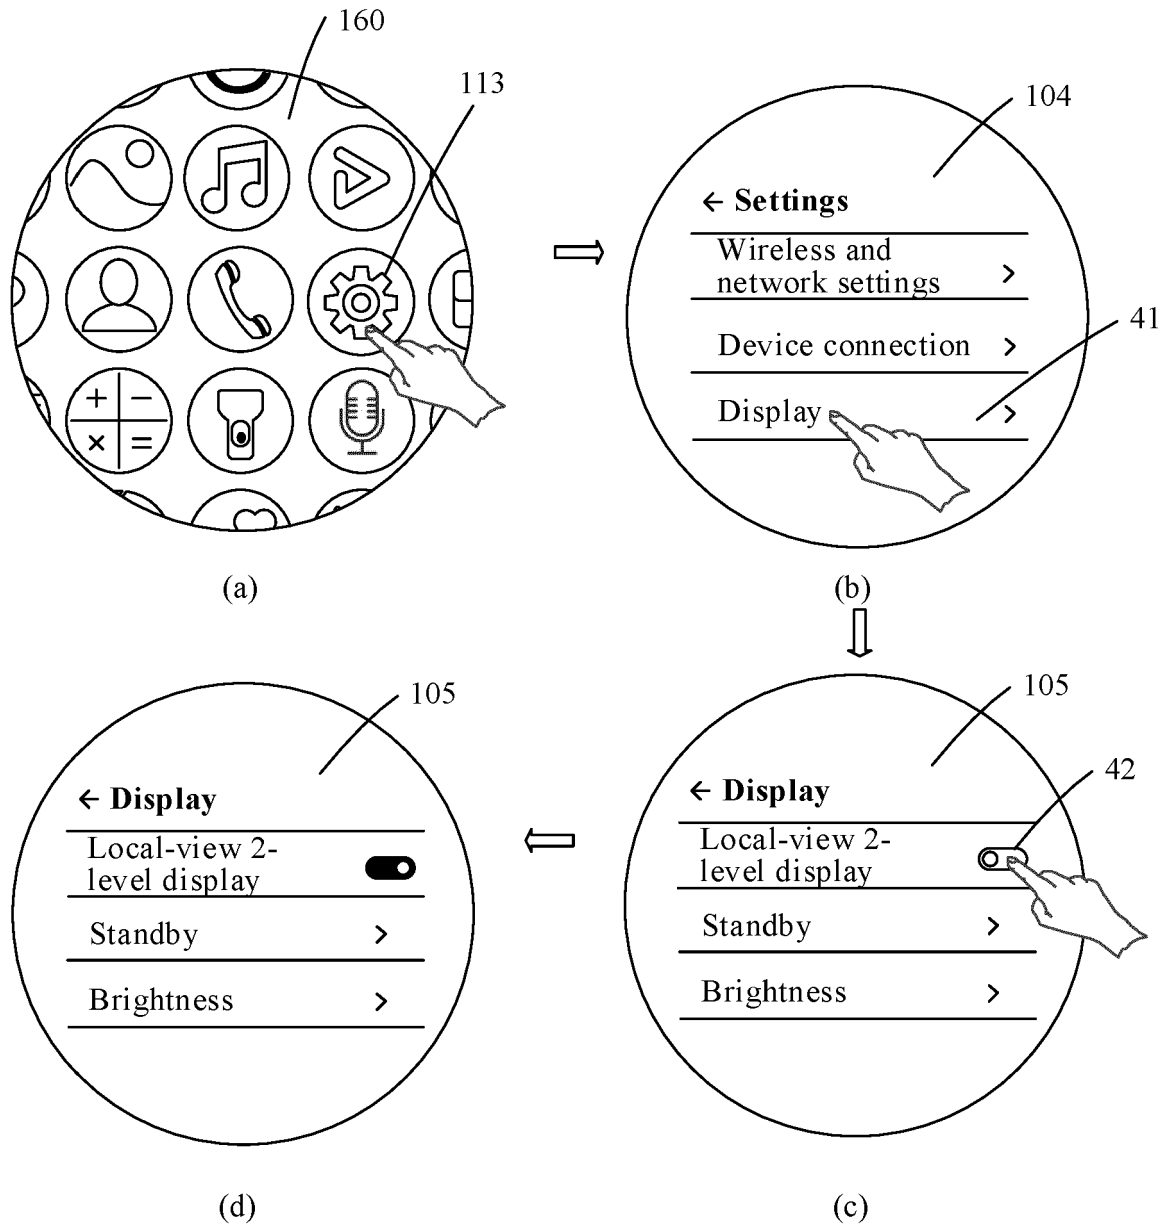 160
113
+ −
× =
(a)
104
← Settings
Wireless and
network settings >
Device connection >
41
Display >
(b)
105
← Display
Local-view 2-
level display
Standby >
Brightness >
(d)
105
42
← Display
Local-view 2-
level display
Standby >
Brightness >
(c)